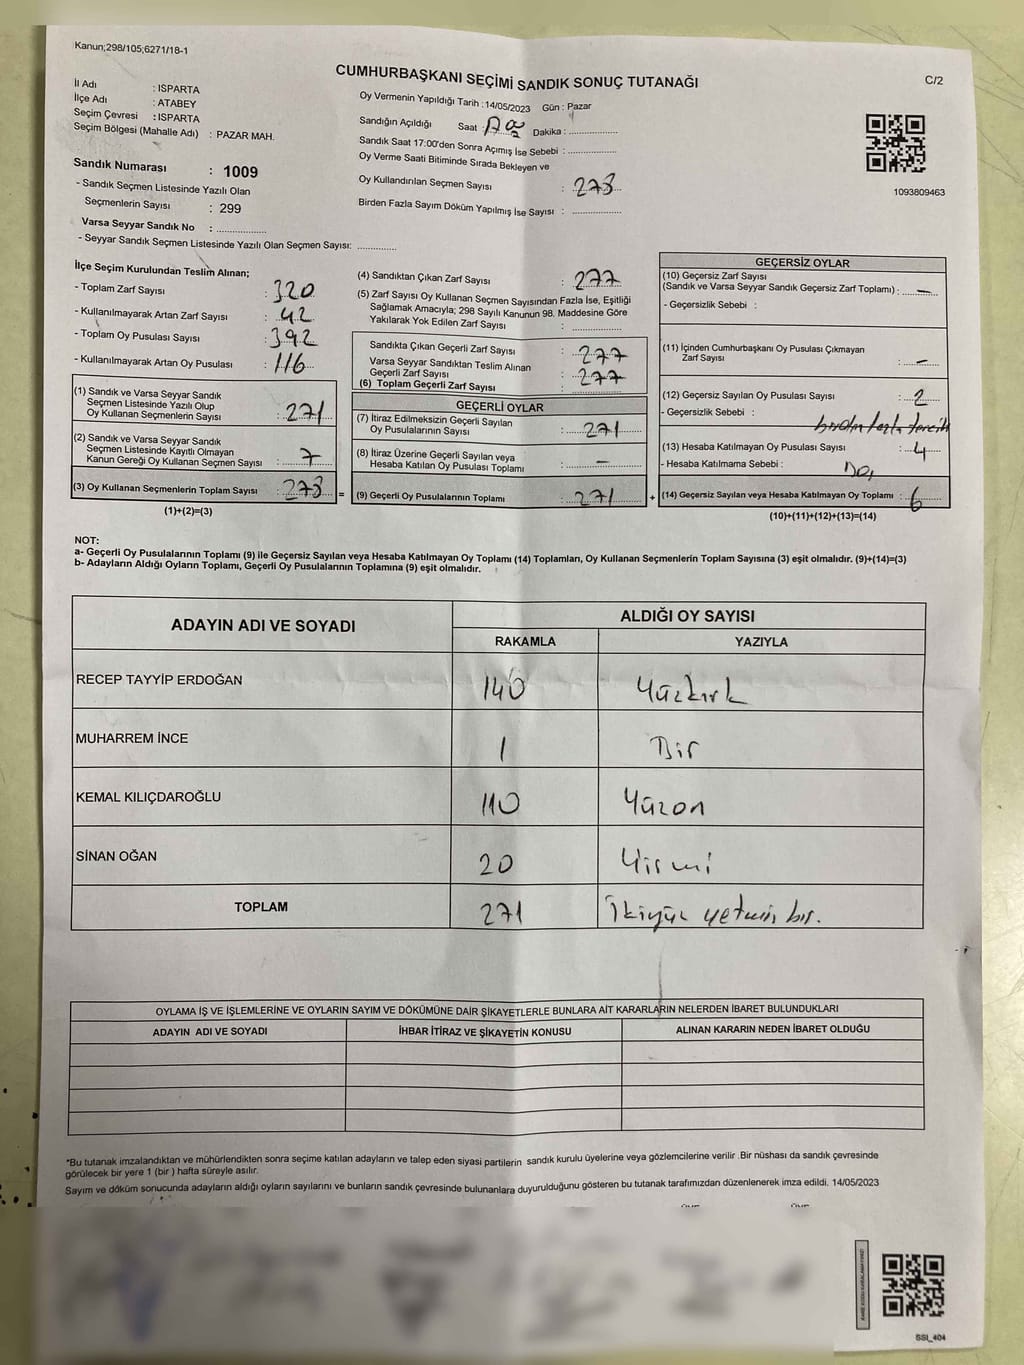 Kanun;298/105;6271/18-1
CUMHURBAŞKANI SEÇİMİ SANDIK SONUÇ TUTANAĞI
C/2
İl Adı : ISPARTA
İlçe Adı : ATABEY
Seçim Çevresi : ISPARTA
Seçim Bölgesi (Mahalle Adı) : PAZAR MAH.
Oy Vermenin Yapıldığı Tarih : 14/05/2023 Gün : Pazar
Sandığın Açıldığı Saat : Dakika : ..............
Sandık Saat 17:00'den Sonra Açımış İse Sebebi : ..............
Oy Verme Saati Bitiminde Sırada Bekleyen ve
Oy Kullandırılan Seçmen Sayısı : 278
Birden Fazla Sayım Döküm Yapılmış İse Sayısı : ..............
1093809463
Sandık Numarası : 1009
- Sandık Seçmen Listesinde Yazılı Olan
Seçmenlerin Sayısı : 299
Varsa Seyyar Sandık No : ..............
- Seyyar Sandık Seçmen Listesinde Yazılı Olan Seçmen Sayısı: ............
İlçe Seçim Kurulundan Teslim Alınan;
- Toplam Zarf Sayısı : 320
- Kullanılmayarak Artan Zarf Sayısı : 42
- Toplam Oy Pusulası Sayısı : 392
- Kullanılmayarak Artan Oy Pusulası : 116
(1) Sandık ve Varsa Seyyar Sandık
Seçmen Listesinde Yazılı Olup
Oy Kullanan Seçmenlerin Sayısı : 271
(2) Sandık ve Varsa Seyyar Sandık
Seçmen Listesinde Kayıtlı Olmayan
Kanun Gereği Oy Kullanan Seçmen Sayısı : 7
(3) Oy Kullanan Seçmenlerin Toplam Sayısı : 278 =
(1)+(2)=(3)
(4) Sandıktan Çıkan Zarf Sayısı : 277
(5) Zarf Sayısı Oy Kullanan Seçmen Sayısından Fazla İse, Eşitliği
Sağlamak Amacıyla; 298 Sayılı Kanunun 98. Maddesine Göre
Yakılarak Yok Edilen Zarf Sayısı : ..............
Sandıkta Çıkan Geçerli Zarf Sayısı : 277
Varsa Seyyar Sandıktan Teslim Alınan
Geçerli Zarf Sayısı : 277
(6) Toplam Geçerli Zarf Sayısı : ..............
GEÇERLİ OYLAR
(7) İtiraz Edilmeksizin Geçerli Sayılan
Oy Pusulalarının Sayısı : 271
(8) İtiraz Üzerine Geçerli Sayılan veya
Hesaba Katılan Oy Pusulası Toplamı : –
(9) Geçerli Oy Pusulalarının Toplamı : 271 +
GEÇERSİZ OYLAR
(10) Geçersiz Zarf Sayısı
(Sandık ve Varsa Seyyar Sandık Geçersiz Zarf Toplamı) : –
- Geçersizlik Sebebi :
(11) İçinden Cumhurbaşkanı Oy Pusulası Çıkmayan
Zarf Sayısı : –
(12) Geçersiz Sayılan Oy Pusulası Sayısı : 2
- Geçersizlik Sebebi : birden fazla tercih
(13) Hesaba Katılmayan Oy Pusulası Sayısı : 4
- Hesaba Katılmama Sebebi :
(14) Geçersiz Sayılan veya Hesaba Katılmayan Oy Toplamı : 6
(10)+(11)+(12)+(13)=(14)
NOT:
a- Geçerli Oy Pusulalarının Toplamı (9) ile Geçersiz Sayılan veya Hesaba Katılmayan Oy Toplamı (14) Toplamları, Oy Kullanan Seçmenlerin Toplam Sayısına (3) eşit olmalıdır. (9)+(14)=(3)
b- Adayların Aldığı Oyların Toplamı, Geçerli Oy Pusulalarının Toplamına (9) eşit olmalıdır.
ADAYIN ADI VE SOYADI
ALDIĞI OY SAYISI
RAKAMLA YAZIYLA
RECEP TAYYİP ERDOĞAN 140 Yüzkırk
MUHARREM İNCE 1 Bir
KEMAL KILIÇDAROĞLU 110 Yüzon
SİNAN OĞAN 20 Yirmi
TOPLAM 271 İkiyüz yetmiş bir.
OYLAMA İŞ VE İŞLEMLERİNE VE OYLARIN SAYIM VE DÖKÜMÜNE DAİR ŞİKAYETLERLE BUNLARA AİT KARARLARIN NELERDEN İBARET BULUNDUKLARI
ADAYIN ADI VE SOYADI İHBAR İTİRAZ VE ŞİKAYETİN KONUSU ALINAN KARARIN NEDEN İBARET OLDUĞU
*Bu tutanak imzalandıktan ve mühürlendikten sonra seçime katılan adayların ve talep eden siyasi partilerin sandık kurulu üyelerine veya gözlemcilerine verilir .Bir nüshası da sandık çevresinde
görülecek bir yere 1 (bir ) hafta süreyle asılır.
Sayım ve döküm sonucunda adayların aldığı oyların sayılarını ve bunların sandık çevresinde bulunanlara duyurulduğunu gösteren bu tutanak tarafımızdan düzenlenerek imza edildi. 14/05/2023
SSI_404